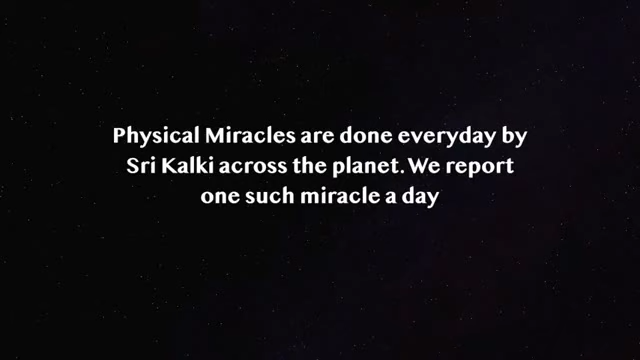 Physical Miracles are done everyday by
Sri Kalki across the planet. We report
one such miracle a day